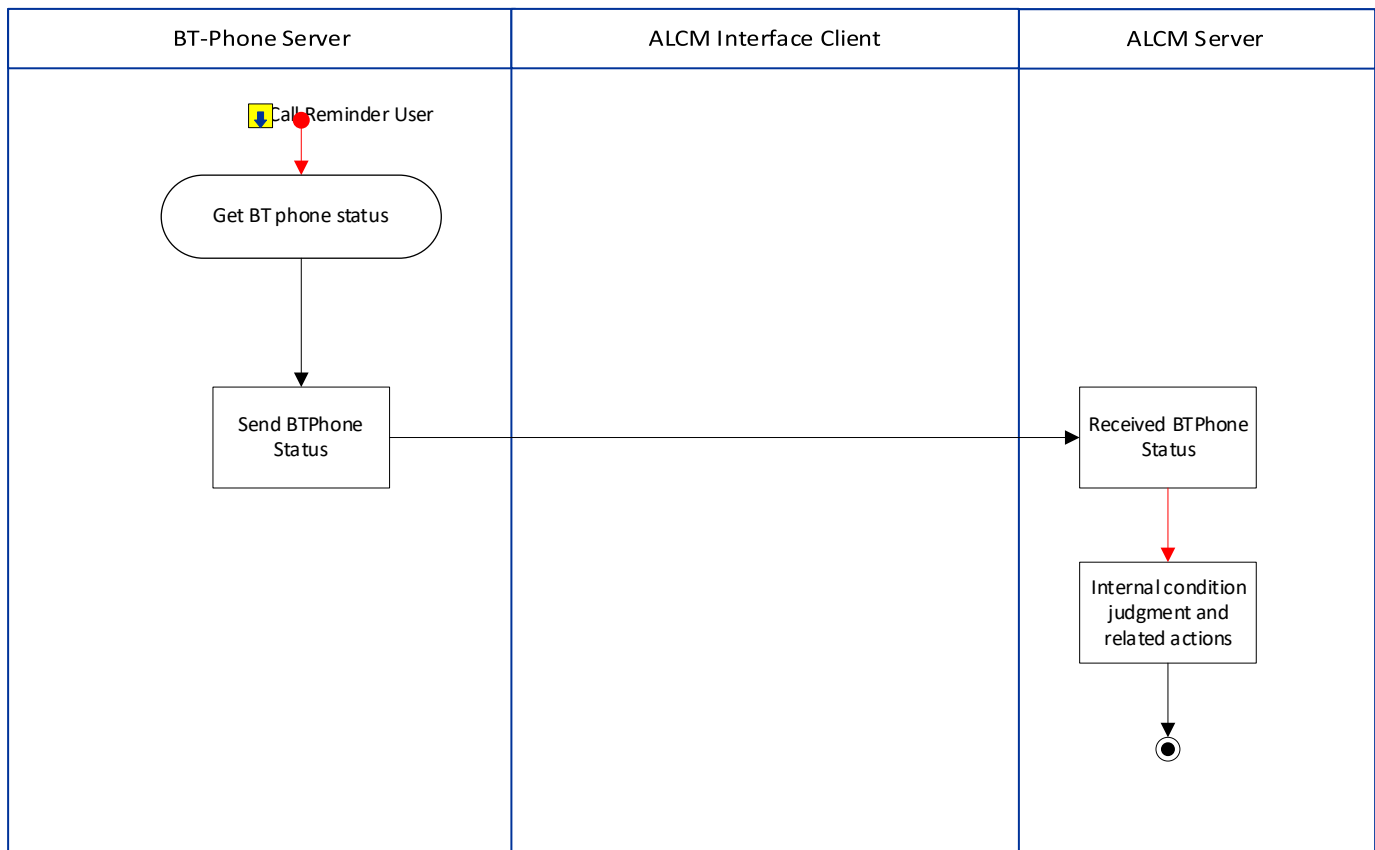 BT-Phone Server
ALCM Interface Client
ALCM Server
Call Reminder User
Get BT phone status
Send BTPhone
Status
Received BTPhone
Status
Internal condition
judgment and
related actions